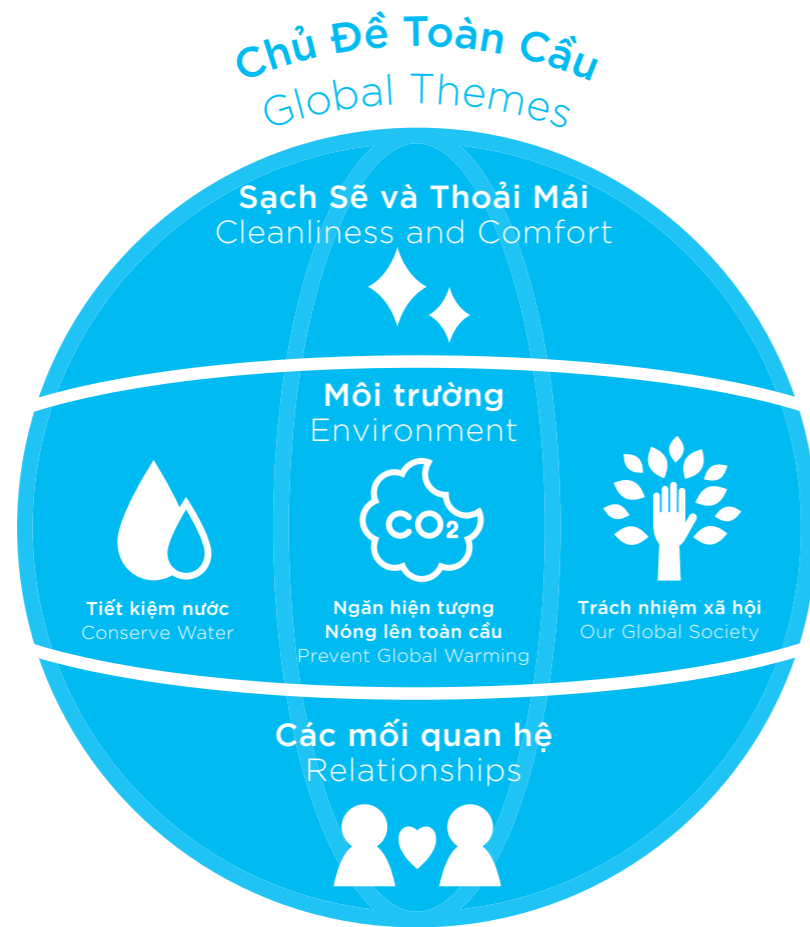 Chủ Đề Toàn Cầu
Global Themes
Sạch Sẽ và Thoải Mái
Cleanliness and Comfort
Môi trường
Environment
CO2
Tiết kiệm nước
Conserve Water
Ngăn hiện tượng
Nóng lên toàn cầu
Prevent Global Warming
Trách nhiệm xã hội
Our Global Society
Các mối quan hệ
Relationships